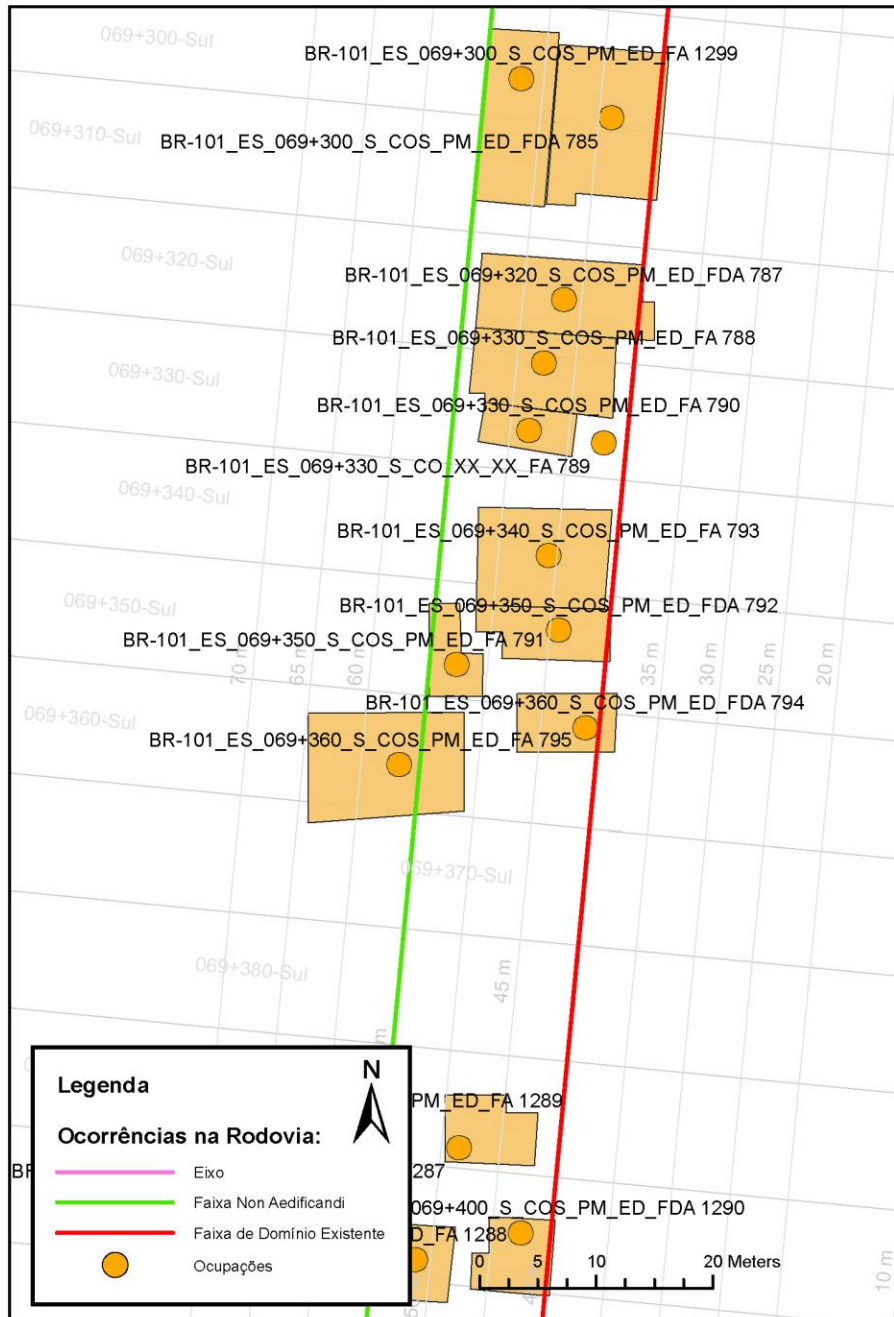 069+300-Sul
BR-101_ES_069+300_S_COS_PM_ED_FA 1299
069+310-Sul
BR-101_ES_069+300_S_COS_PM_ED_FDA 785
069+320-Sul
BR-101_ES_069+320_S_COS_PM_ED_FDA 787
BR-101_ES_069+330_S_COS_PM_ED_FA 788
069+330-Sul
BR-101_ES_069+330_S_COS_PM_ED_FA 790
BR-101_ES_069+330_S_CO_XX_XX_FA 789
069+340-Sul
BR-101_ES_069+340_S_COS_PM_ED_FA 793
069+350-Sul
BR-101_ES_069+350_S_COS_PM_ED_FDA 792
BR-101_ES_069+350_S_COS_PM_ED_FA 791
70 m
65 m
60 m
35 m
30 m
25 m
20 m
BR-101_ES_069+360_S_COS_PM_ED_FDA 794
069+360-Sul
BR-101_ES_069+360_S_COS_PM_ED_FA 795
069+370-Sul
069+380-Sul
45 m
Legenda
N
Ocorrências na Rodovia:
Eixo
Faixa Non Aedificandi
Faixa de Domínio Existente
Ocupações
PM_ED_FA 1289
1287
069+400_S_COS_PM_ED_FDA 1290
D_FA 1288
0 5 10 20 Meters
10 m